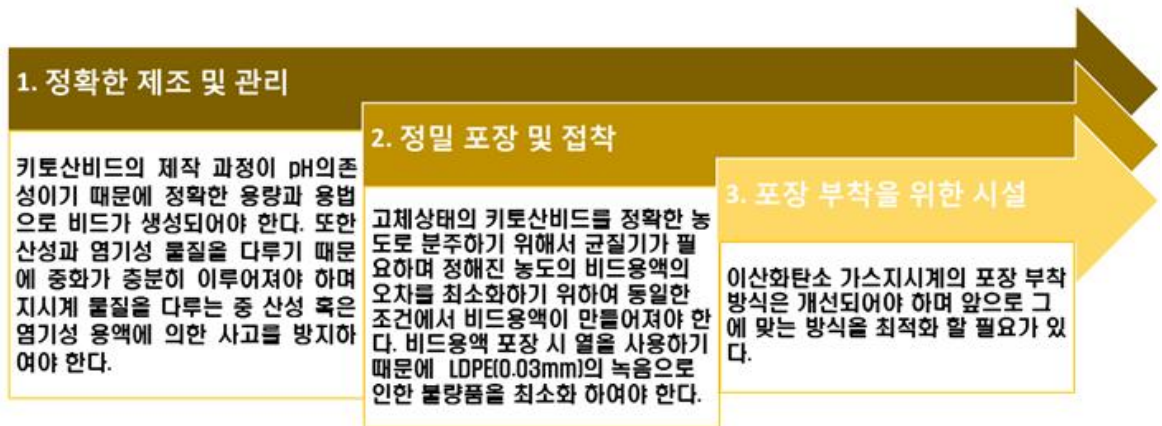 1. 정확한 제조 및 관리
키토산비드의 제작 과정이 pH의존
성이기 때문에 정확한 용량과 용법
으로 비드가 생성되어야 한다. 또한
산성과 염기성 물질을 다루기 때문
에 중화가 충분히 이루어져야 하며
지시계 물질을 다루는 중 산성 혹은
염기성 용액에 의한 사고를 방지하
여야 한다.
2. 정밀 포장 및 접착
고체상태의 키토산비드를 정확한 농
도로 분주하기 위해서 균질기가 필
요하며 정해진 농도의 비드용액의
오차를 최소화하기 위하여 동일한
조건에서 비드용액이 만들어져야 한
다. 비드용액 포장 시 열을 사용하기
때문에 LDPE(0.03mm)의 녹음으로
인한 불량품을 최소화 하여야 한다.
3. 포장 부착을 위한 시설
이산화탄소 가스지시계의 포장 부착
방식은 개선되어야 하며 앞으로 그
에 맞는 방식을 최적화 할 필요가 있
다.